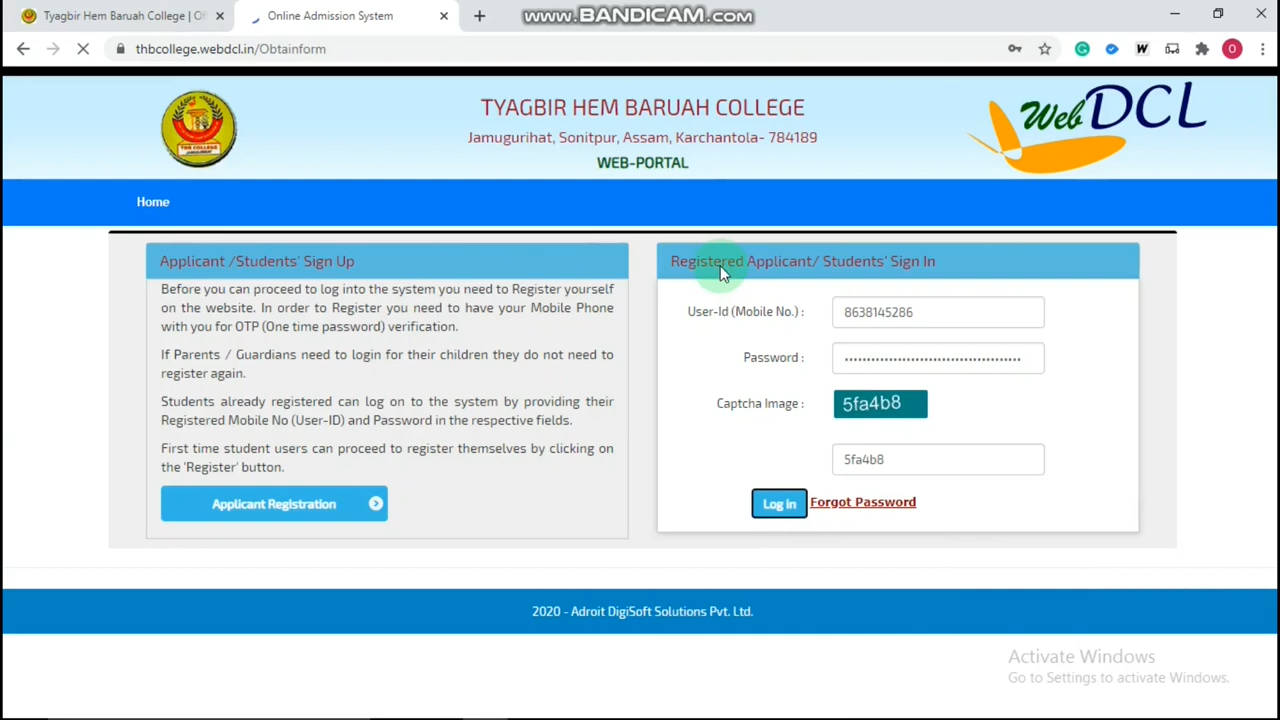 Tyagbir Hem Baruah College | Of
Online Admission System
WWW.BANDICAM.COM
thbcollege.webdcl.in/Obtainform
W
O
THB COLLEGE
JAMUGURIHAT
TYAGBIR HEM BARUAH COLLEGE
Jamugurihat, Sonitpur, Assam, Karchantola- 784189
WEB-PORTAL
Web DCL
Home
Applicant /Students' Sign Up
Before you can proceed to log into the system you need to Register yourself
on the website. In order to Register you need to have your Mobile Phone
with you for OTP (One time password) verification.
If Parents / Guardians need to login for their children they do not need to
register again.
Students already registered can log on to the system by providing their
Registered Mobile No (User-ID) and Password in the respective fields.
First time student users can proceed to register themselves by clicking on
the 'Register' button.
Applicant Registration
Registered Applicant/ Students' Sign In
User-Id (Mobile No.) :
8638145286
Password :
Captcha Image :
5fa4b8
5fa4b8
Log in
Forgot Password
2020 - Adroit DigiSoft Solutions Pvt. Ltd.
Activate Windows
Go to Settings to activate Windows.